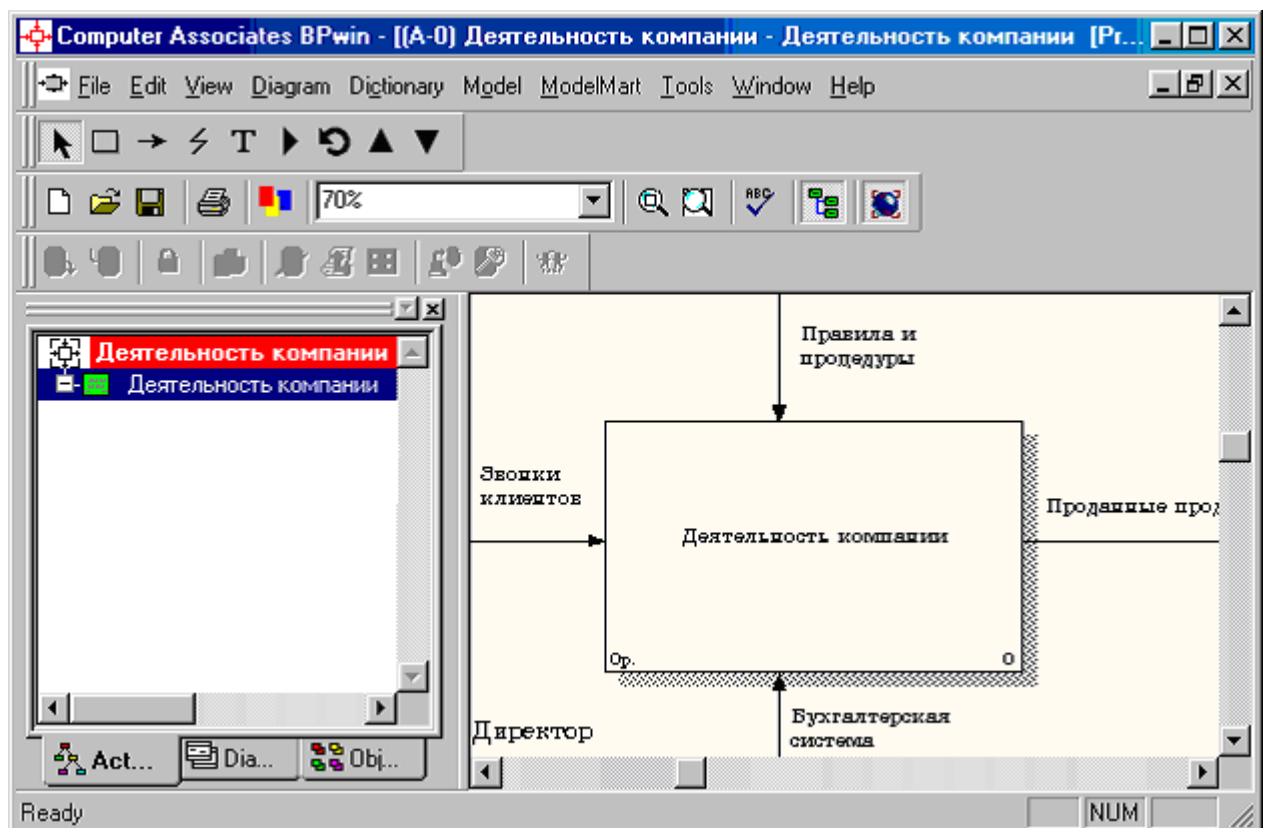 Computer Associates BPwin - [(A-0) Деятельность компании - Деятельность компании [Pr...
File Edit View Diagram Dictionary Model ModelMart Tools Window Help
T
70%
ABC
Деятельность компании
Деятельность компании
Act... Dia... Obj...
Правила и
процедуры
Звонки
клиентов
Деятельность компании
Проданные прод
0р. 0
Директор
Бухгалтерская
система
Ready
NUM